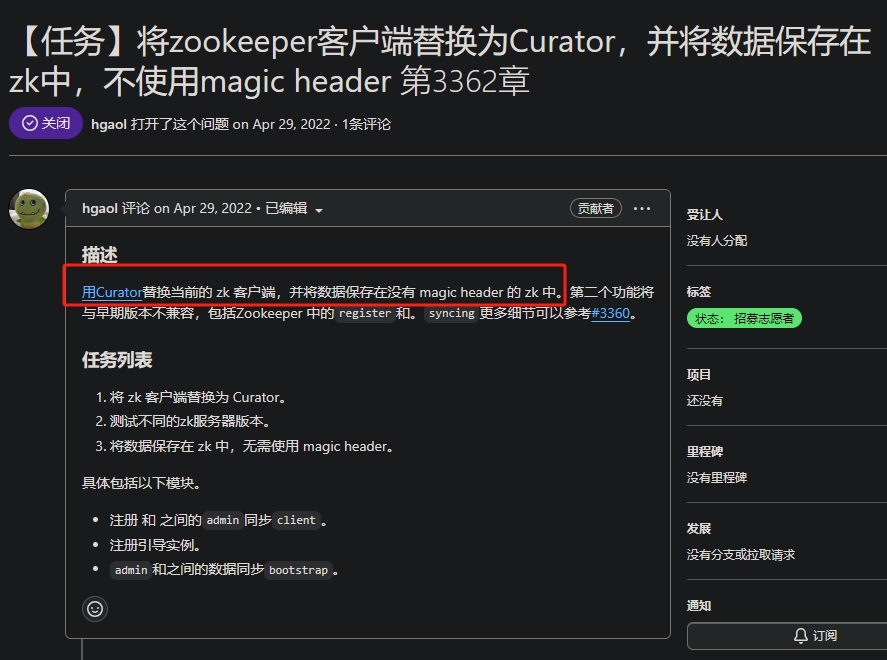 【任务】将zookeeper客户端替换为Curator，并将数据保存在
zk中，不使用magic header 第3362章
关闭
hgaol 打开了这个问题 on Apr 29, 2022 · 1条评论
hgaol 评论 on Apr 29, 2022 • 已编辑
贡献者
描述
用Curator替换当前的 zk 客户端，并将数据保存在没有 magic header 的 zk 中。第二个功能将
与早期版本不兼容，包括Zookeeper 中的 register 和。 syncing 更多细节可以参考#3360。
任务列表
1. 将 zk 客户端替换为 Curator。
2. 测试不同的zk服务器版本。
3. 将数据保存在 zk 中，无需使用 magic header。
具体包括以下模块。
• 注册 和 之间的 admin 同步 client 。
• 注册引导实例。
• admin 和之间的数据同步 bootstrap 。
受让人
没有人分配
标签
状态： 招募志愿者
项目
还没有
里程碑
没有里程碑
发展
没有分支或拉取请求
通知
订阅